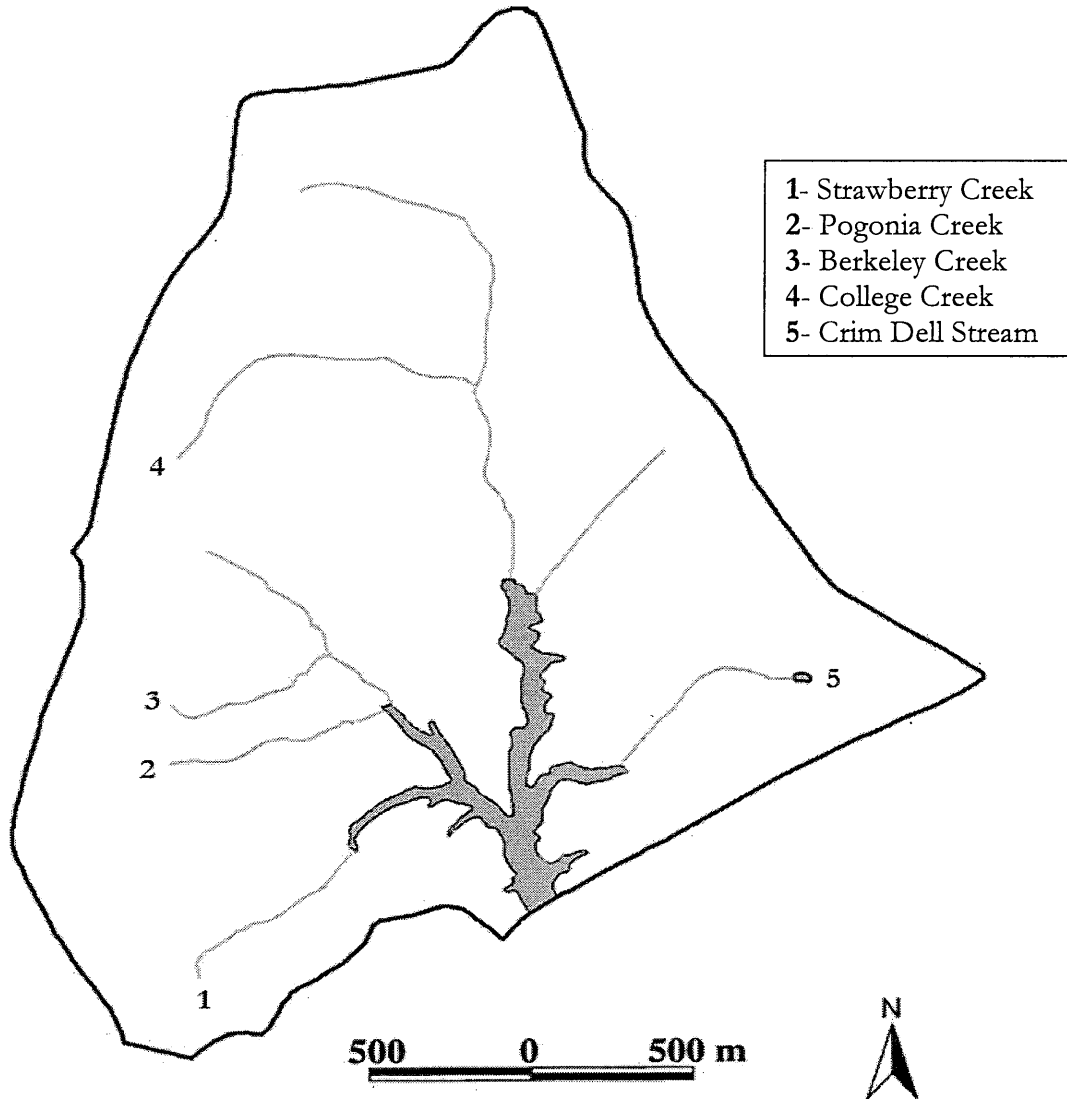 1- Strawberry Creek
2- Pogonia Creek
3- Berkeley Creek
4- College Creek
5- Crim Dell Stream
4
5
3
2
1
N
500 0 500 m